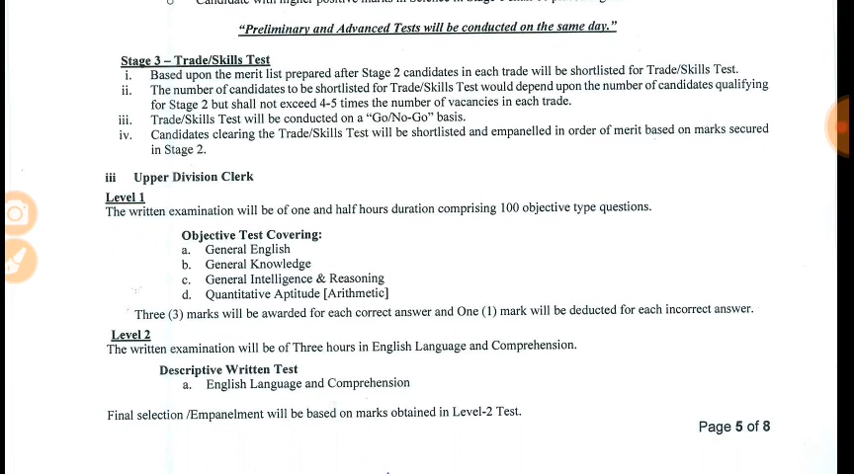 "Preliminary and Advanced Tests will be conducted on the same day."
Stage 3 – Trade/Skills Test
i. Based upon the merit list prepared after Stage 2 candidates in each trade will be shortlisted for Trade/Skills Test.
ii. The number of candidates to be shortlisted for Trade/Skills Test would depend upon the number of candidates qualifying
for Stage 2 but shall not exceed 4-5 times the number of vacancies in each trade.
iii. Trade/Skills Test will be conducted on a "Go/No-Go" basis.
iv. Candidates clearing the Trade/Skills Test will be shortlisted and empanelled in order of merit based on marks secured
in Stage 2.
iii Upper Division Clerk
Level 1
The written examination will be of one and half hours duration comprising 100 objective type questions.
Objective Test Covering:
a. General English
b. General Knowledge
c. General Intelligence & Reasoning
d. Quantitative Aptitude [Arithmetic]
Three (3) marks will be awarded for each correct answer and One (1) mark will be deducted for each incorrect answer.
Level 2
The written examination will be of Three hours in English Language and Comprehension.
Descriptive Written Test
a. English Language and Comprehension
Final selection /Empanelment will be based on marks obtained in Level-2 Test.
Page 5 of 8